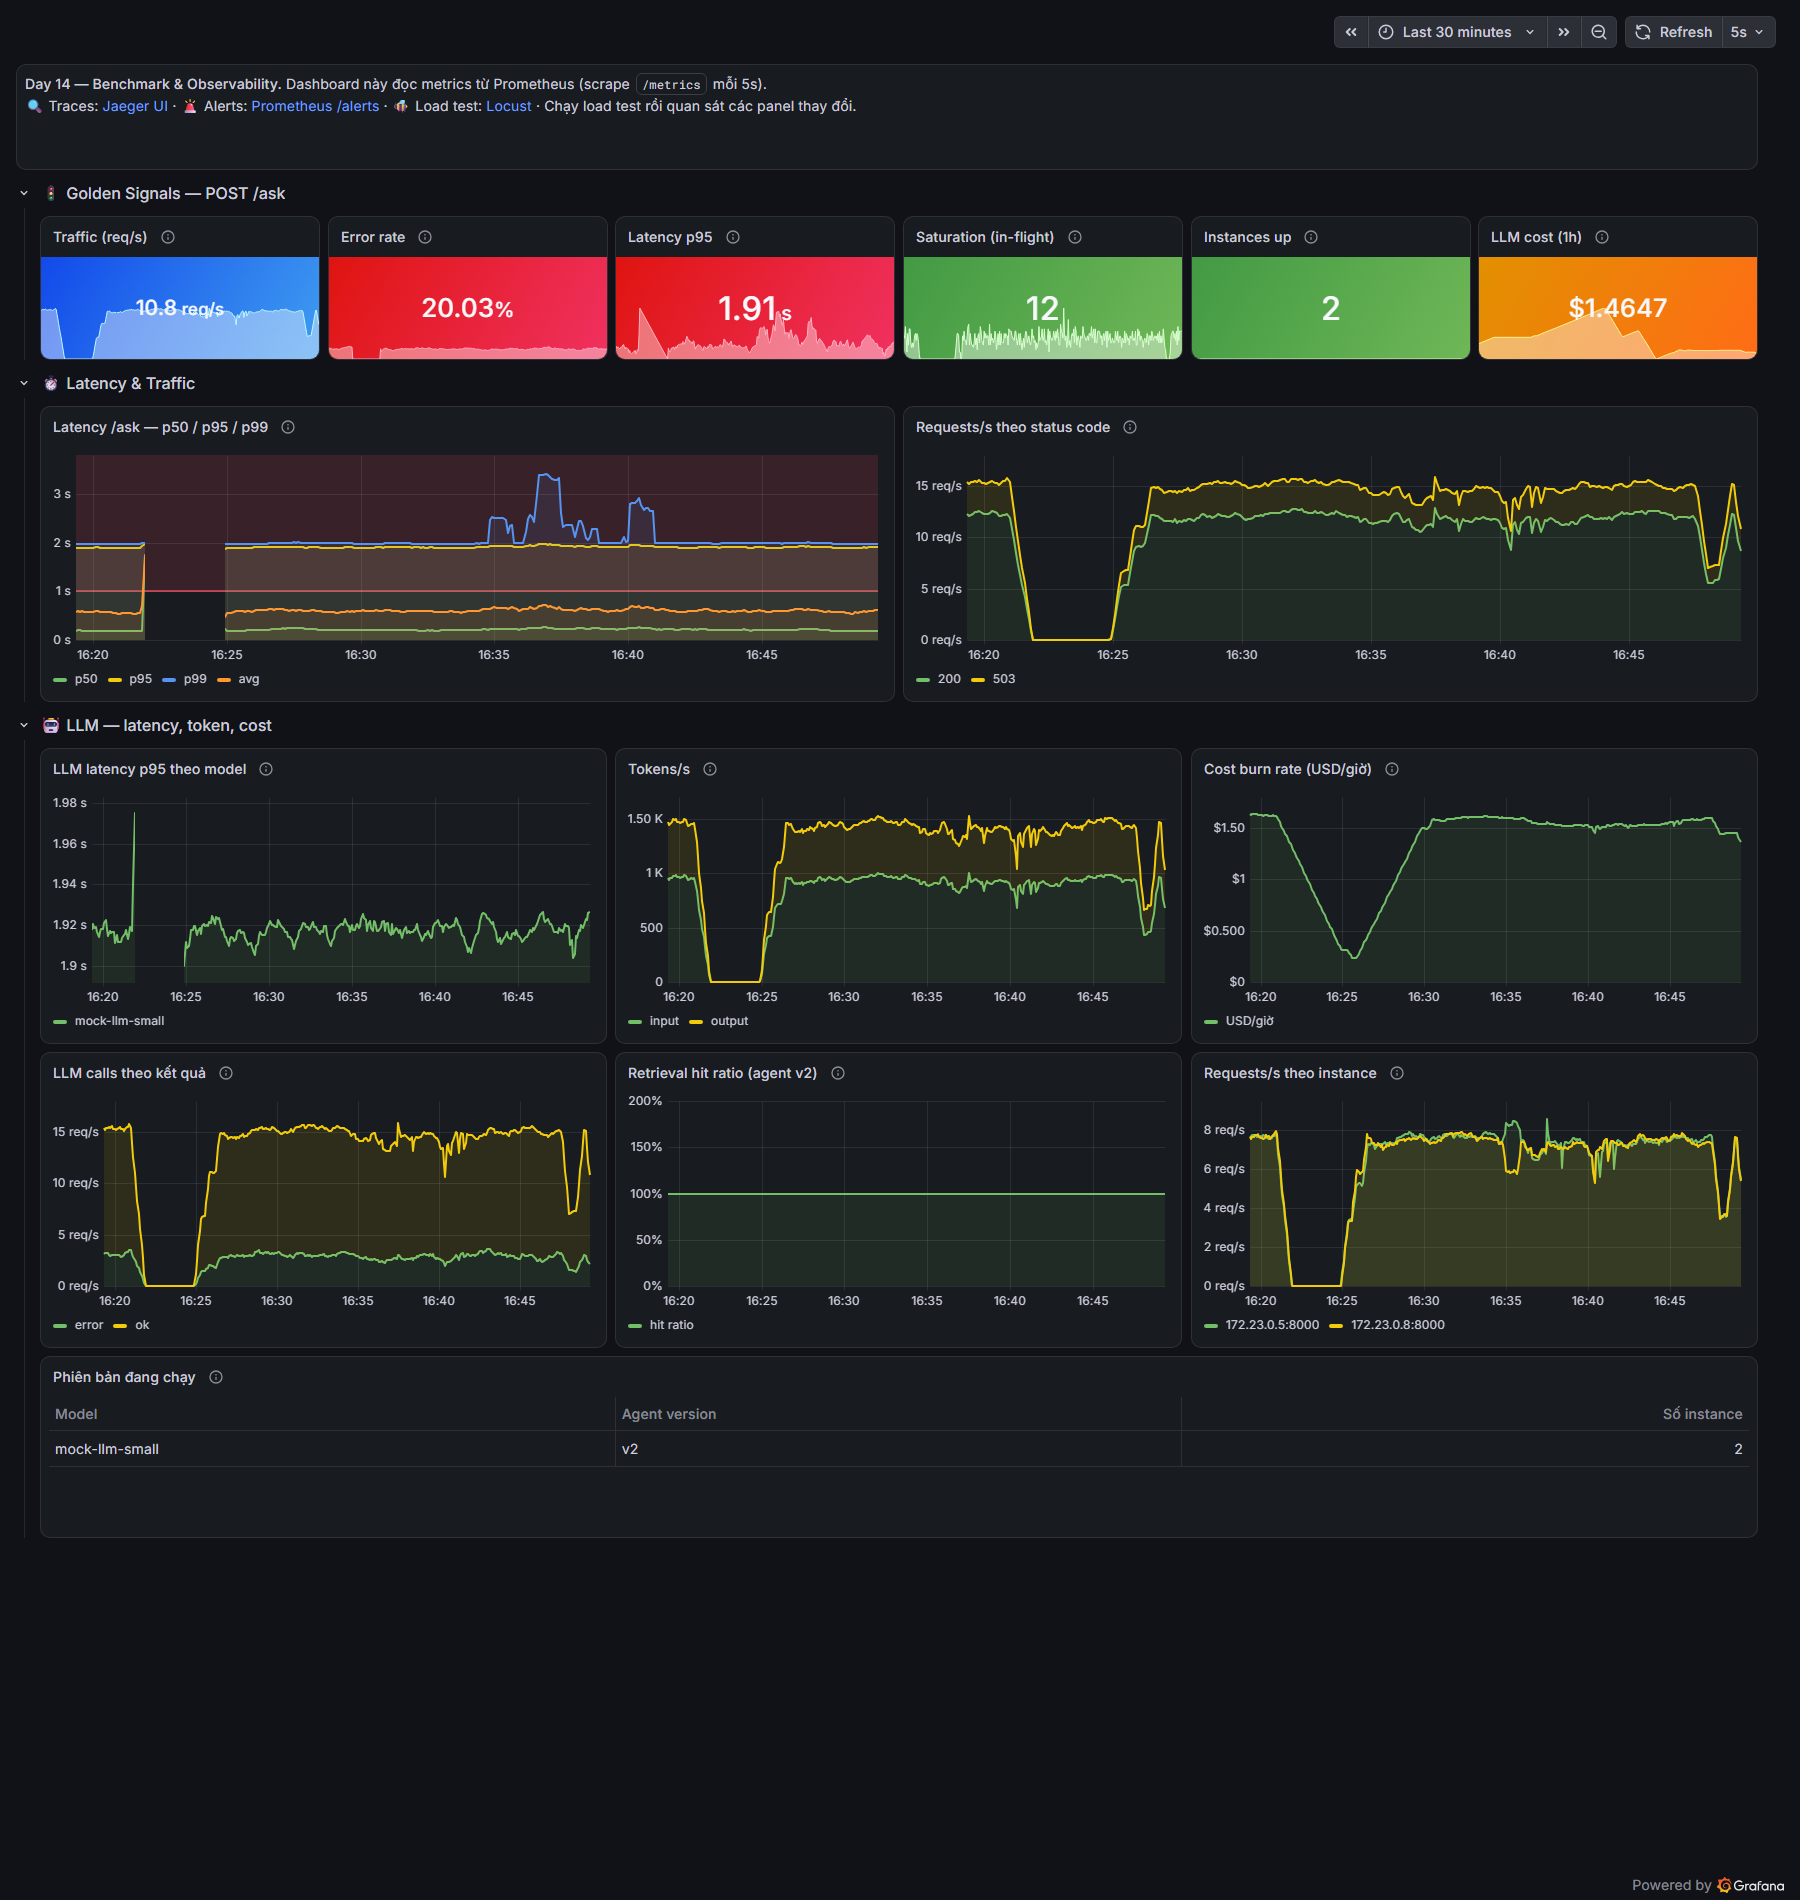 Last 30 minutes
Refresh
5s
Day 14 — Benchmark & Observability. Dashboard này đọc metrics từ Prometheus (scrape /metrics mỗi 5s).
Traces: Jaeger UI · Alerts: Prometheus /alerts · Load test: Locust · Chạy load test rồi quan sát các panel thay đổi.
Golden Signals — POST /ask
Traffic (req/s)
10.8 req/s
Error rate
20.03%
Latency p95
1.91 s
Saturation (in-flight)
12
Instances up
2
LLM cost (1h)
$1.4647
Latency & Traffic
Latency /ask — p50 / p95 / p99
3 s
2 s
1 s
0 s
16:20 16:25 16:30 16:35 16:40 16:45
p50 p95 p99 avg
Requests/s theo status code
15 req/s
10 req/s
5 req/s
0 req/s
16:20 16:25 16:30 16:35 16:40 16:45
200 503
LLM — latency, token, cost
LLM latency p95 theo model
1.98 s
1.96 s
1.94 s
1.92 s
1.9 s
16:20 16:25 16:30 16:35 16:40 16:45
mock-llm-small
Tokens/s
1.50 K
1 K
500
0
16:20 16:25 16:30 16:35 16:40 16:45
input output
Cost burn rate (USD/giờ)
$1.50
$1
$0.500
$0
16:20 16:25 16:30 16:35 16:40 16:45
USD/giờ
LLM calls theo kết quả
15 req/s
10 req/s
5 req/s
0 req/s
16:20 16:25 16:30 16:35 16:40 16:45
error ok
Retrieval hit ratio (agent v2)
200%
150%
100%
50%
0%
16:20 16:25 16:30 16:35 16:40 16:45
hit ratio
Requests/s theo instance
8 req/s
6 req/s
4 req/s
2 req/s
0 req/s
16:20 16:25 16:30 16:35 16:40 16:45
172.23.0.5:8000 172.23.0.8:8000
Phiên bản đang chạy
Model Agent version Số instance
mock-llm-small v2 2
Powered by Grafana